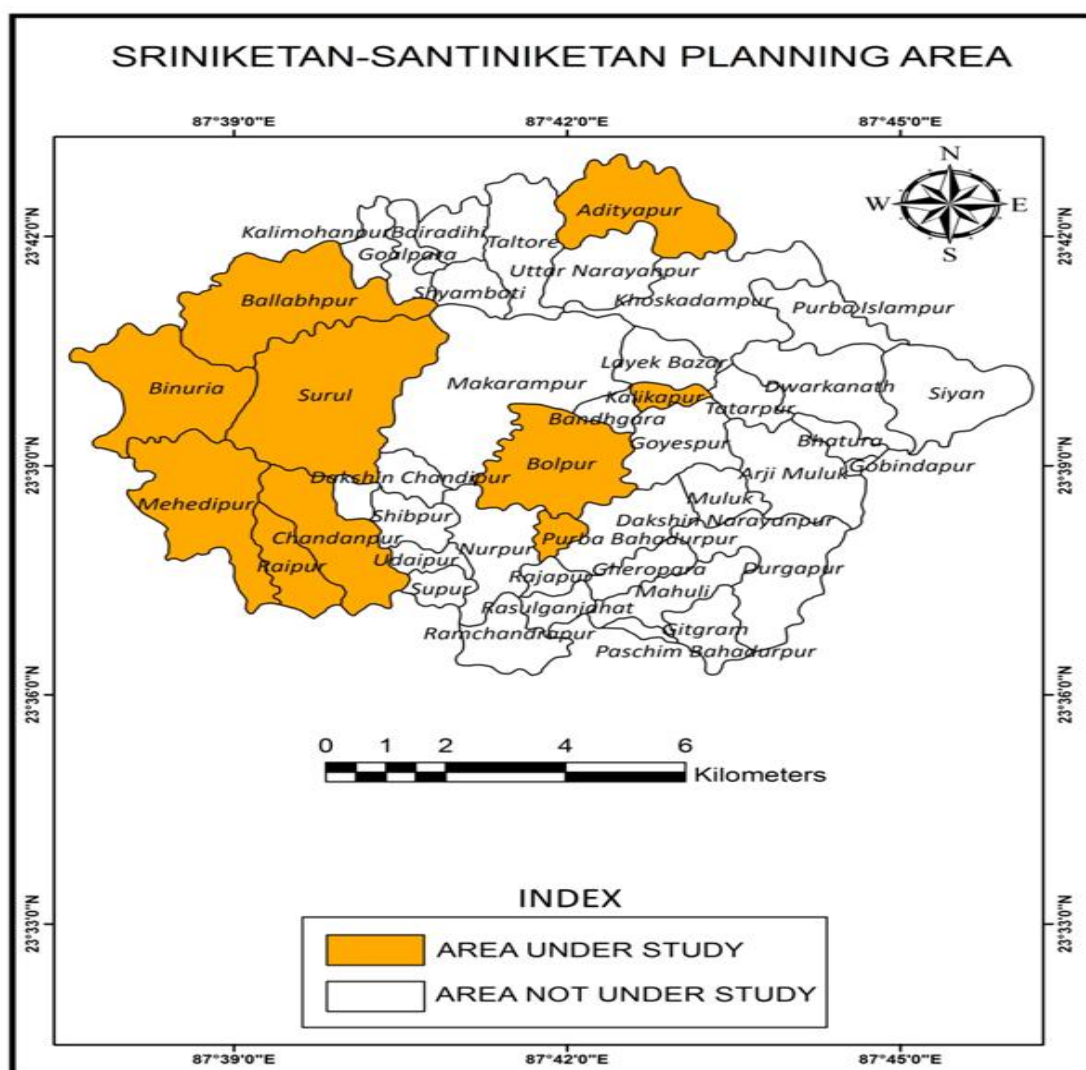 SRINIKETAN-SANTINIKETAN PLANNING AREA
87°39'0"E 87°42'0"E 87°45'0"E
N
W E
S
23°42'0"N 23°42'0"N
Adityapur
Kalimohanpur Bairadihi
Goalpara Taltore
Uttar Narayanpur
Ballabhpur Shyambati Khoskadampur Purba Islampur
Layek Bazar
Binuria Surul Makarampur Kalikapur Dwarkanath Siyan
Tatarpur
Bandhgara
Goyespur Bhatura
23°39'0"N 23°39'0"N
Bolpur Gobindapur
Dakshin Chandipur Arji Muluk
Mehedipur Muluk
Shibpur Dakshin Narayanpur
Chandanpur Purba Bahadurpur
Udaipur Nurpur
Raipur Gheropara Durgapur
Supur Rajapur Mahuli
Rasulganjahat
Ramchandrapur Gitgram
Paschim Bahadurpur
23°36'0"N 23°36'0"N
0 1 2 4 6
Kilometers
INDEX
23°33'0"N 23°33'0"N
AREA UNDER STUDY
AREA NOT UNDER STUDY
87°39'0"E 87°42'0"E 87°45'0"E